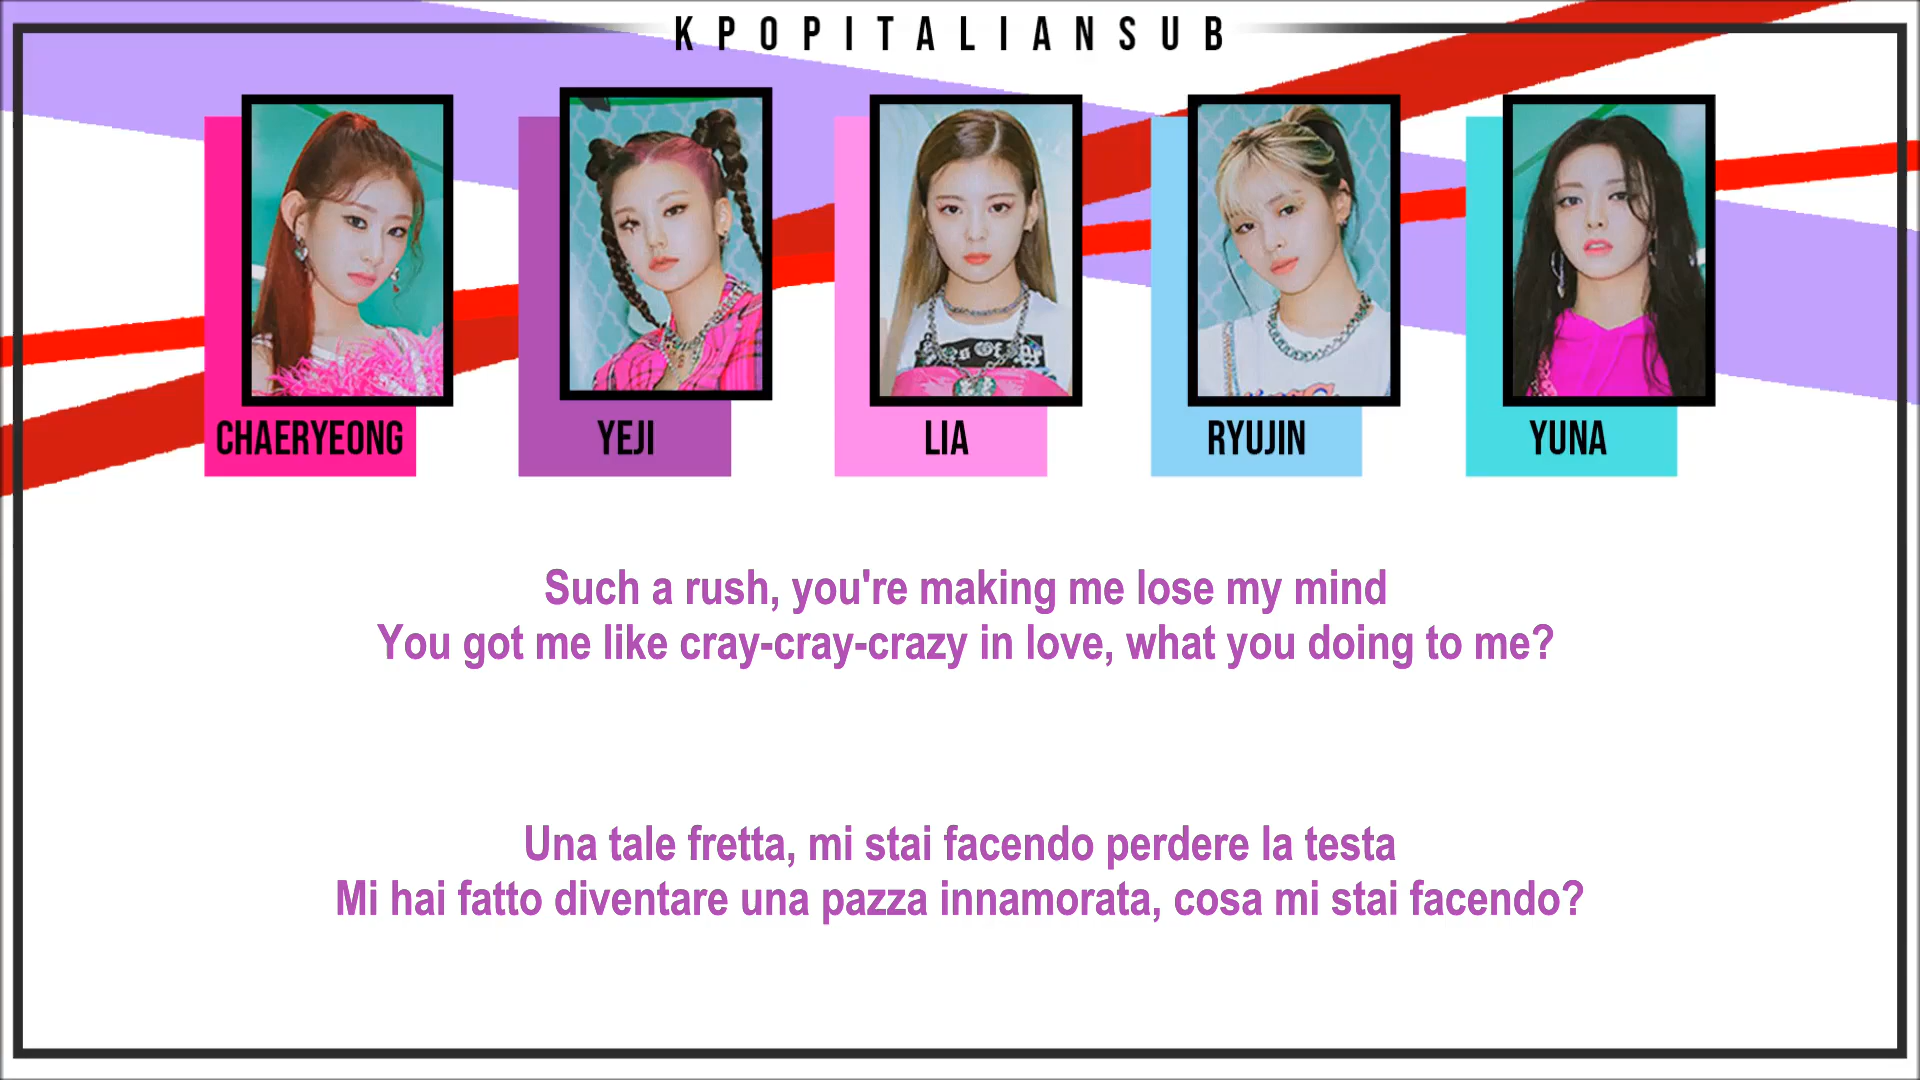 KPOPITALIANSUB
CHAERYEONG
YEJI
LIA
RYUJIN
YUNA
Such a rush, you're making me lose my mind
You got me like cray-cray-crazy in love, what you doing to me?
Una tale fretta, mi stai facendo perdere la testa
Mi hai fatto diventare una pazza innamorata, cosa mi stai facendo?